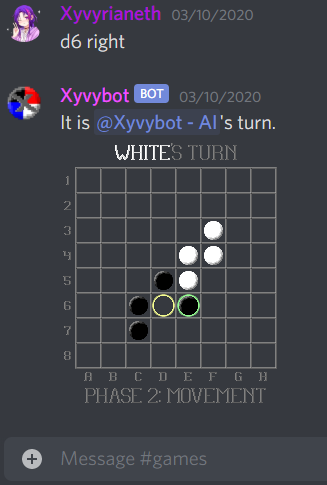 Xyvyrianeth 03/10/2020
d6 right
Xyvybot BOT 03/10/2020
It is @Xyvybot - AI's turn.
WHITE'S TURN
1
2
3
4
5
6
7
8
A B C D E F G H
PHASE 2: MOVEMENT
Message #games